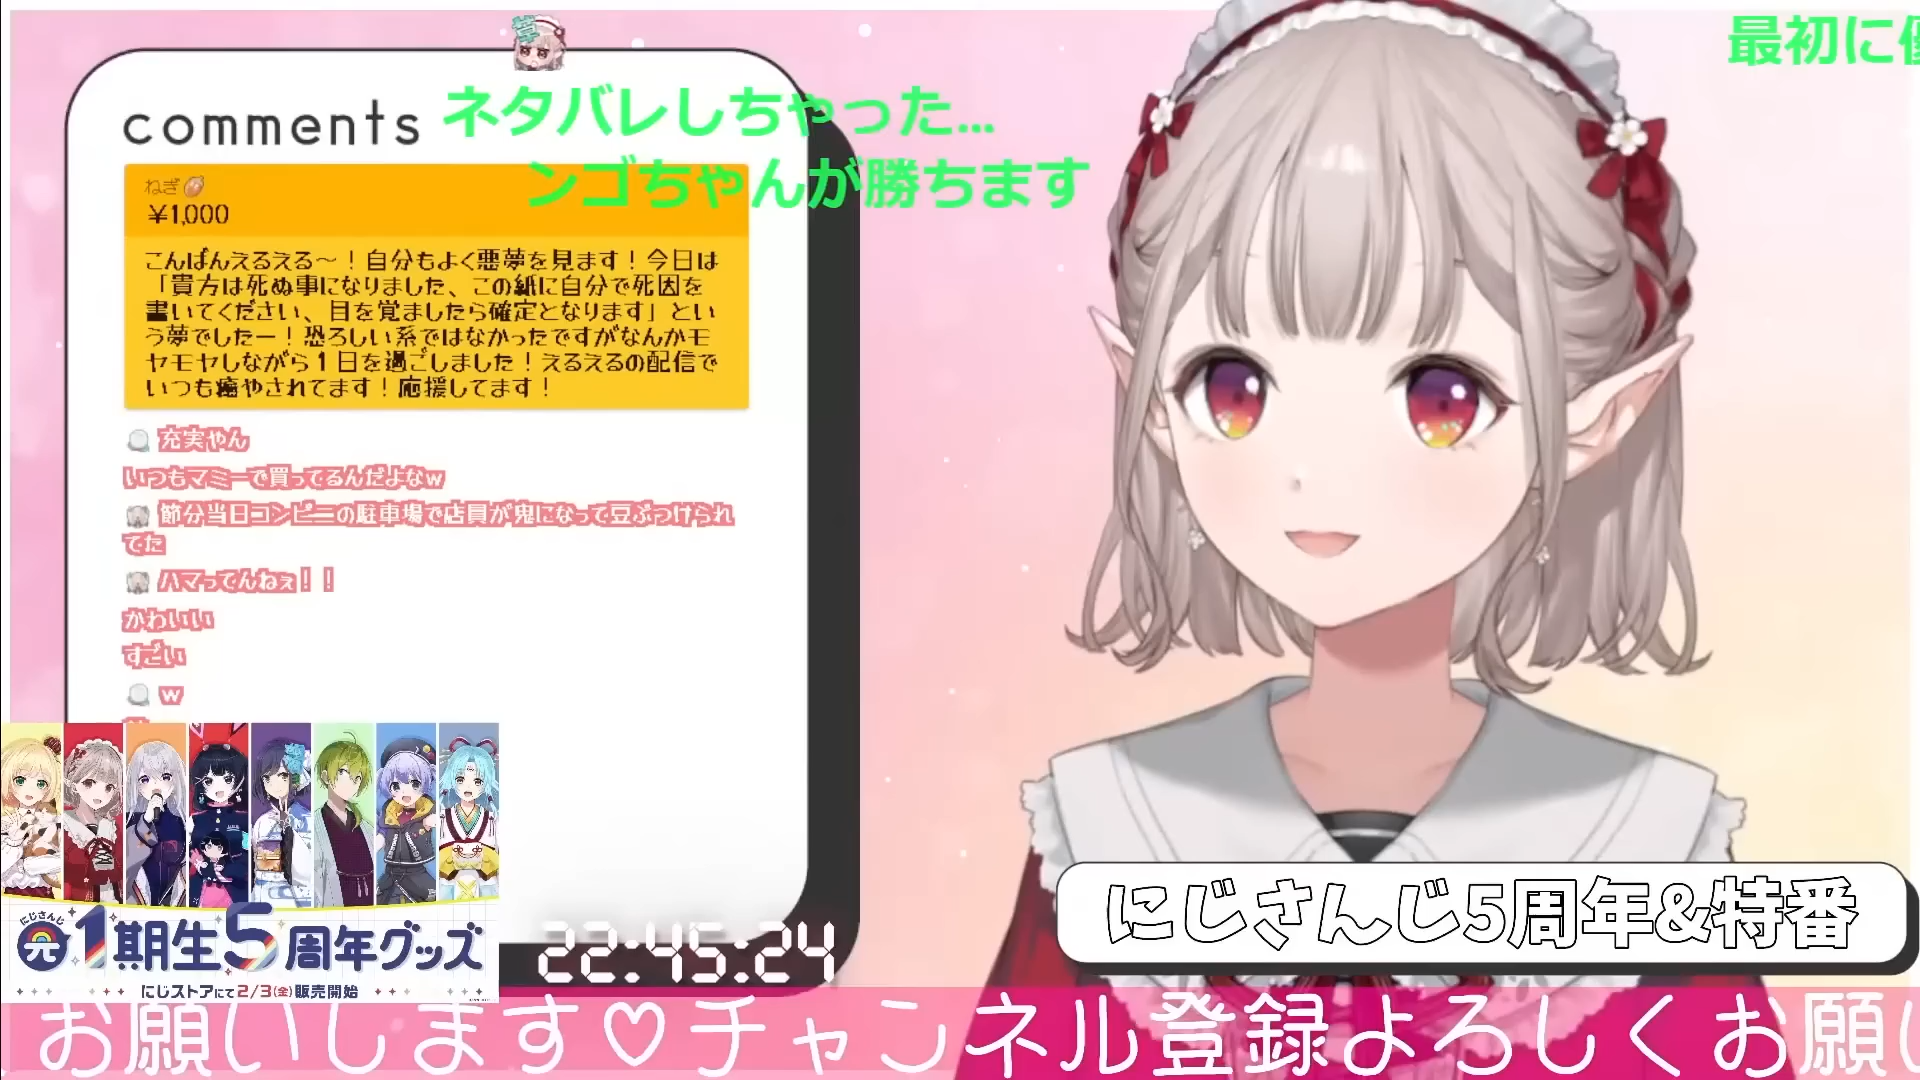 最初に
comments
ネタバレしちゃった...
ンゴちゃんが勝ちます
ねぎ
¥1,000
こんばんえるえる〜！自分もよく悪夢を見ます！今日は
「貴方は死ぬ事になりました、この紙に自分で死因を
書いてください、目を覚ましたら確定となります」とい
う夢でしたー！恐ろしい系ではなかったですがなんかモ
ヤモヤしながら１日を過ごしました！えるえるの配信で
いつも癒やされてます！応援してます！
充実やん
いつもマミーで買ってるんだよなw
節分当日コンビニの駐車場で店員が鬼になって豆ぶつけられ
てた
ハマってんねぇ！！
かわいい
すごい
w
にじさんじ
元1期生5周年グッズ
にじストアにて2/3(金)販売開始
22:45:24
にじさんじ5周年&特番
お願いします♡チャンネル登録よろしくお願い